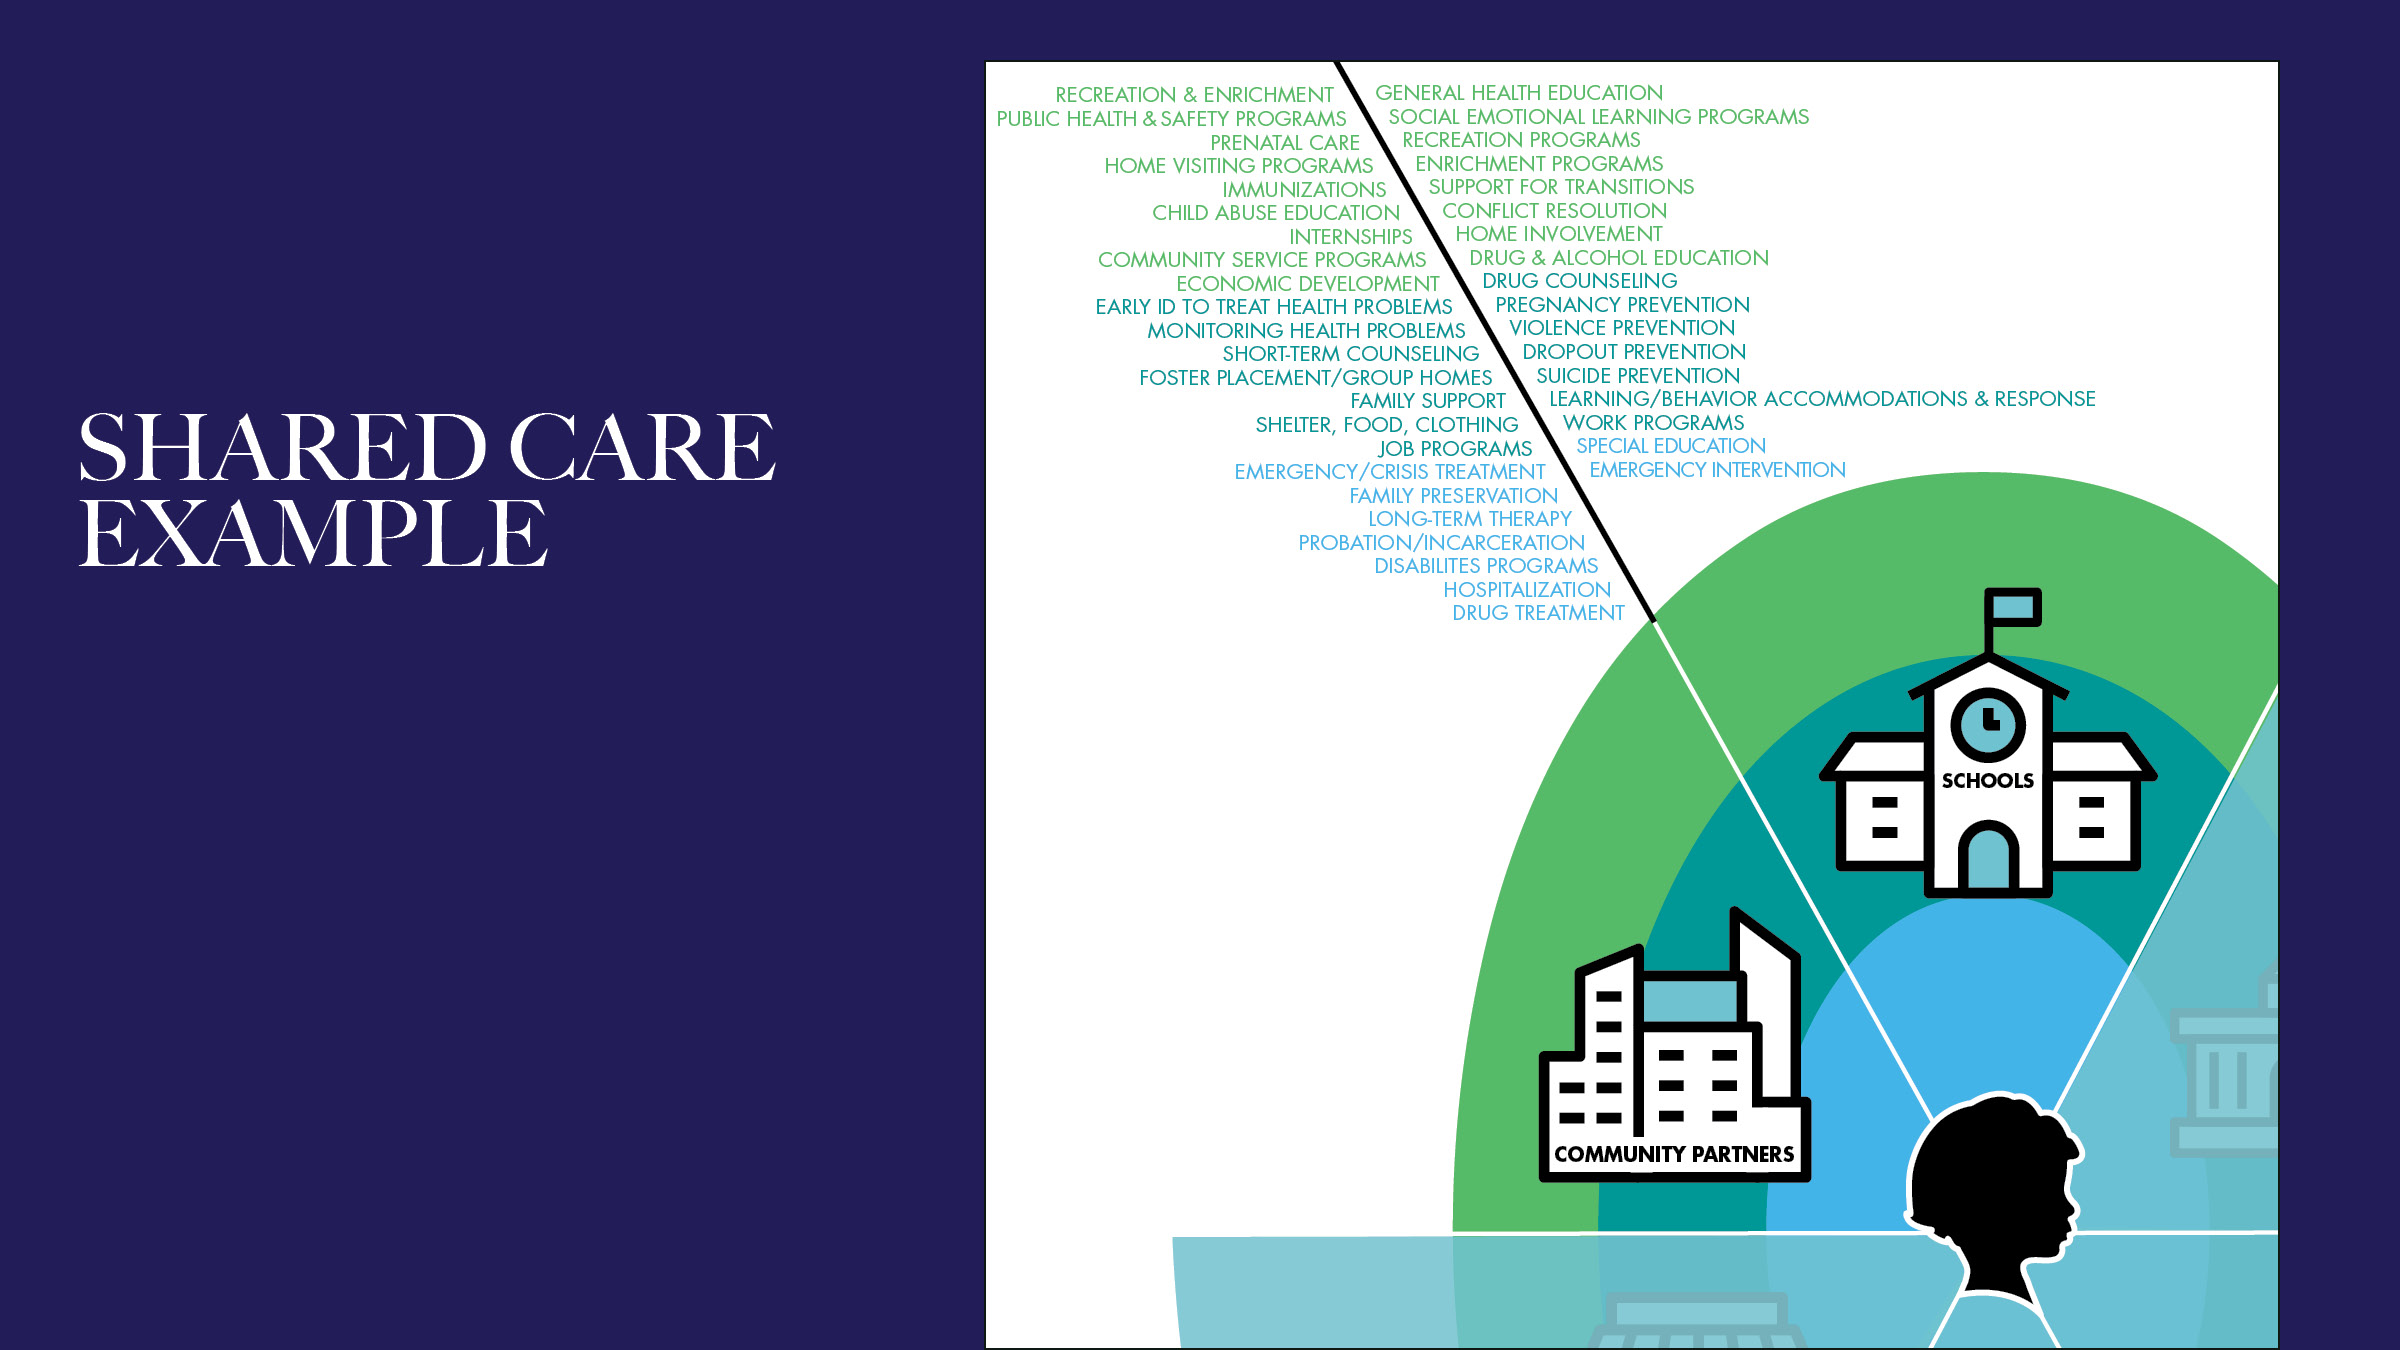 SHARED CARE
EXAMPLE
RECREATION & ENRICHMENT
PUBLIC HEALTH & SAFETY PROGRAMS
PRENATAL CARE
HOME VISITING PROGRAMS
IMMUNIZATIONS
CHILD ABUSE EDUCATION
INTERNSHIPS
COMMUNITY SERVICE PROGRAMS
ECONOMIC DEVELOPMENT
EARLY ID TO TREAT HEALTH PROBLEMS
MONITORING HEALTH PROBLEMS
SHORT-TERM COUNSELING
FOSTER PLACEMENT/GROUP HOMES
FAMILY SUPPORT
SHELTER, FOOD, CLOTHING
JOB PROGRAMS
EMERGENCY/CRISIS TREATMENT
FAMILY PRESERVATION
LONG-TERM THERAPY
PROBATION/INCARCERATION
DISABILITES PROGRAMS
HOSPITALIZATION
DRUG TREATMENT
GENERAL HEALTH EDUCATION
SOCIAL EMOTIONAL LEARNING PROGRAMS
RECREATION PROGRAMS
ENRICHMENT PROGRAMS
SUPPORT FOR TRANSITIONS
CONFLICT RESOLUTION
HOME INVOLVEMENT
DRUG & ALCOHOL EDUCATION
DRUG COUNSELING
PREGNANCY PREVENTION
VIOLENCE PREVENTION
DROPOUT PREVENTION
SUICIDE PREVENTION
LEARNING/BEHAVIOR ACCOMMODATIONS & RESPONSE
WORK PROGRAMS
SPECIAL EDUCATION
EMERGENCY INTERVENTION
SCHOOLS
COMMUNITY PARTNERS